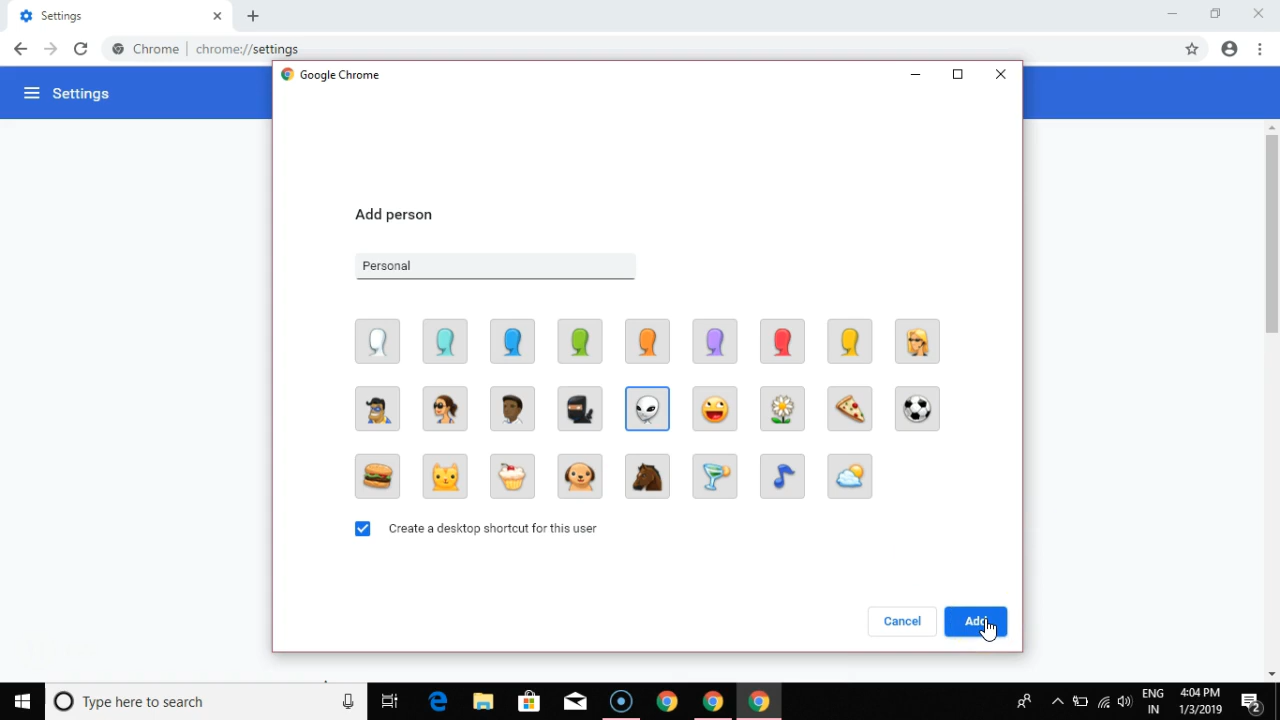 Settings
Chrome
chrome://settings
Settings
Google Chrome
Add person
Personal
Create a desktop shortcut for this user
Cancel
Add
Type here to search
ENG
IN
4:04 PM
1/3/2019
2